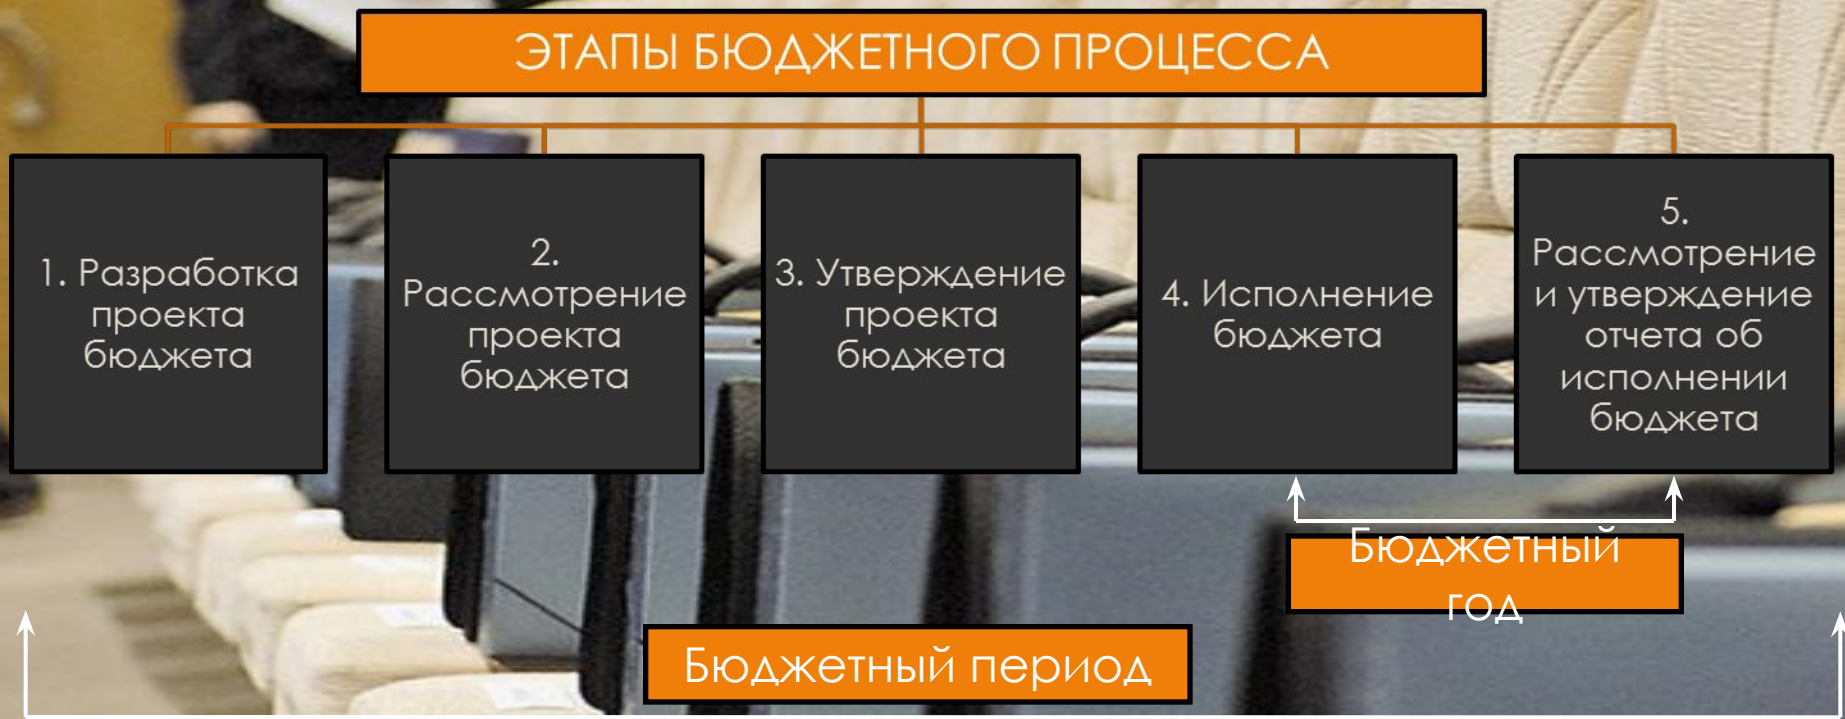 ЭТАПЫ БЮДЖЕТНОГО ПРОЦЕССА
1. Разработка
проекта
бюджета
2.
Рассмотрение
проекта
бюджета
3. Утверждение
проекта
бюджета
4. Исполнение
бюджета
5.
Рассмотрение
и утверждение
отчета об
исполнении
бюджета
Бюджетный
год
Бюджетный период